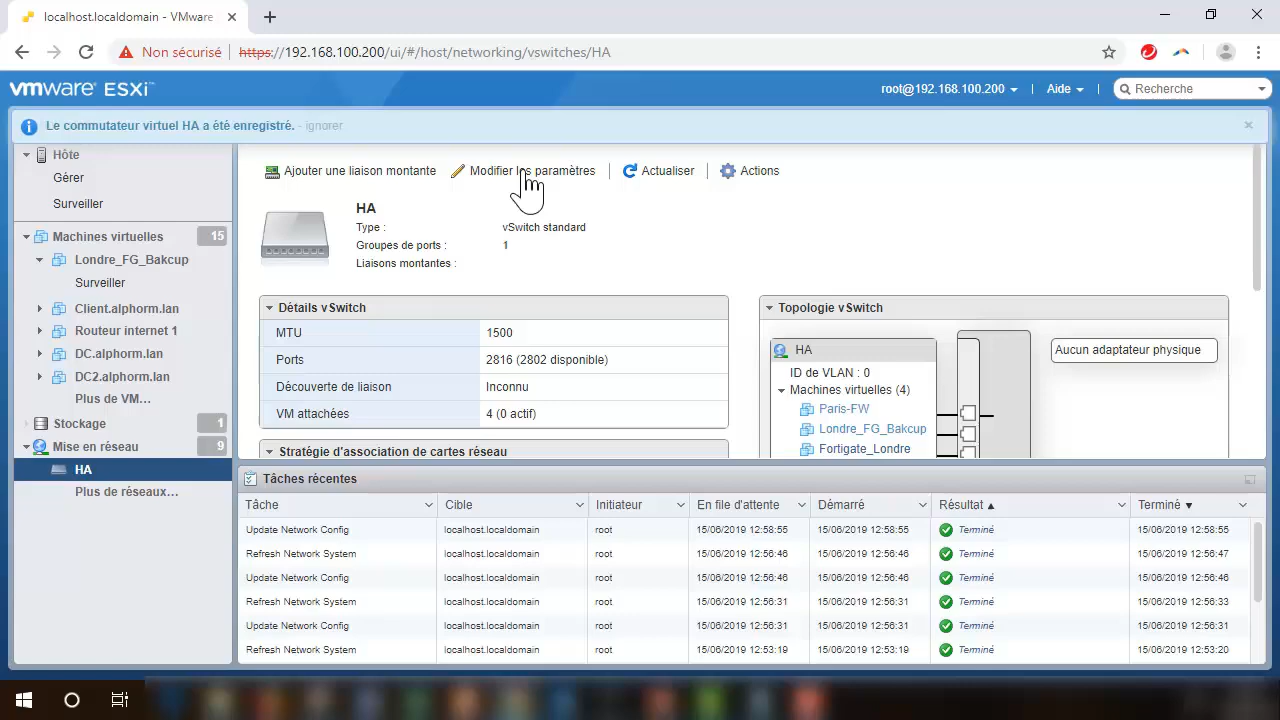 localhost.localdomain - VMware
Non sécurisé https://192.168.100.200/ui/#/host/networking/vswitches/HA
vmware ESXi™
root@192.168.100.200 Aide Recherche
Le commutateur virtuel HA a été enregistré. - ignorer
Hôte
Gérer
Surveiller
Machines virtuelles 15
Londre_FG_Bakcup
Surveiller
Client.alphorm.lan
Routeur internet 1
DC.alphorm.lan
DC2.alphorm.lan
Plus de VM...
Stockage 1
Mise en réseau 9
HA
Plus de réseaux...
Ajouter une liaison montante Modifier les paramètres Actualiser Actions
HA
Type : vSwitch standard
Groupes de ports : 1
Liaisons montantes :
Détails vSwitch
MTU 1500
Ports 2816 (2802 disponible)
Découverte de liaison Inconnu
VM attachées 4 (0 actif)
Stratégie d'association de cartes réseau
Topologie vSwitch
HA
ID de VLAN : 0
Machines virtuelles (4)
Paris-FW
Londre_FG_Bakcup
Fortigate_Londre
Aucun adaptateur physique
Tâches récentes
Tâche Cible Initiateur En file d'attente Démarré Résultat Terminé
Update Network Config localhost.localdomain root 15/06/2019 12:58:55 15/06/2019 12:58:55 Terminé 15/06/2019 12:58:55
Refresh Network System localhost.localdomain root 15/06/2019 12:56:46 15/06/2019 12:56:46 Terminé 15/06/2019 12:56:47
Update Network Config localhost.localdomain root 15/06/2019 12:56:46 15/06/2019 12:56:46 Terminé 15/06/2019 12:56:46
Refresh Network System localhost.localdomain root 15/06/2019 12:56:31 15/06/2019 12:56:31 Terminé 15/06/2019 12:56:33
Update Network Config localhost.localdomain root 15/06/2019 12:56:31 15/06/2019 12:56:31 Terminé 15/06/2019 12:56:31
Refresh Network System localhost.localdomain root 15/06/2019 12:53:19 15/06/2019 12:53:19 Terminé 15/06/2019 12:53:20